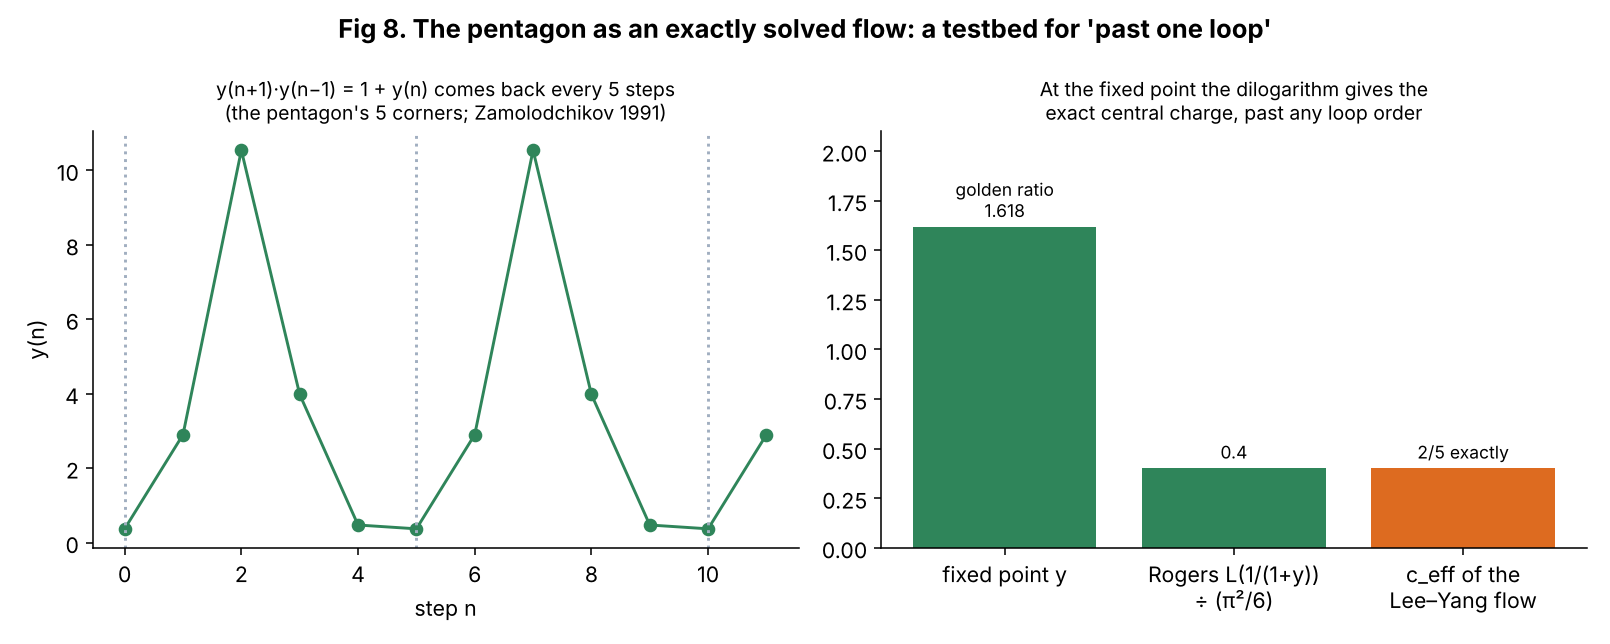 Fig 8. The pentagon as an exactly solved flow: a testbed for 'past one loop'
y(n+1)·y(n−1) = 1 + y(n) comes back every 5 steps
(the pentagon's 5 corners; Zamolodchikov 1991)
10
8
6
4
2
0
y(n)
0
2
4
6
8
10
step n
At the fixed point the dilogarithm gives the
exact central charge, past any loop order
2.00
1.75
1.50
1.25
1.00
0.75
0.50
0.25
0.00
golden ratio
1.618
0.4
2/5 exactly
fixed point y
Rogers L(1/(1+y))
÷ (π²/6)
c_eff of the
Lee–Yang flow